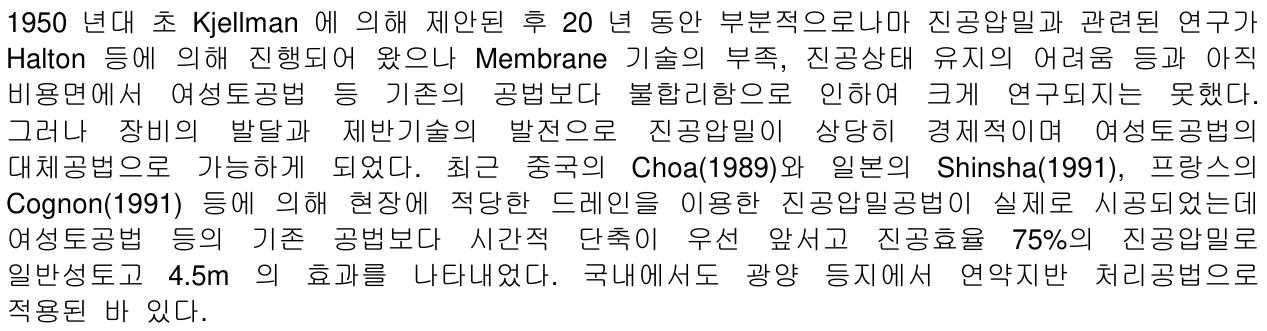 1950 년대 초 Kjellman 에 의해 제안된 후 20 년 동안 부분적으로나마 진공압밀과 관련된 연구가
Halton 등에 의해 진행되어 왔으나 Membrane 기술의 부족, 진공상태 유지의 어려움 등과 아직
비용면에서 여성토공법 등 기존의 공법보다 불합리함으로 인하여 크게 연구되지는 못했다.
그러나 장비의 발달과 제반기술의 발전으로 진공압밀이 상당히 경제적이며 여성토공법의
대체공법으로 가능하게 되었다. 최근 중국의 Choa(1989)와 일본의 Shinsha(1991), 프랑스의
Cognon(1991) 등에 의해 현장에 적당한 드레인을 이용한 진공압밀공법이 실제로 시공되었는데
여성토공법 등의 기존 공법보다 시간적 단축이 우선 앞서고 진공효율 75%의 진공압밀로
일반성토고 4.5m 의 효과를 나타내었다. 국내에서도 광양 등지에서 연약지반 처리공법으로
적용된 바 있다.